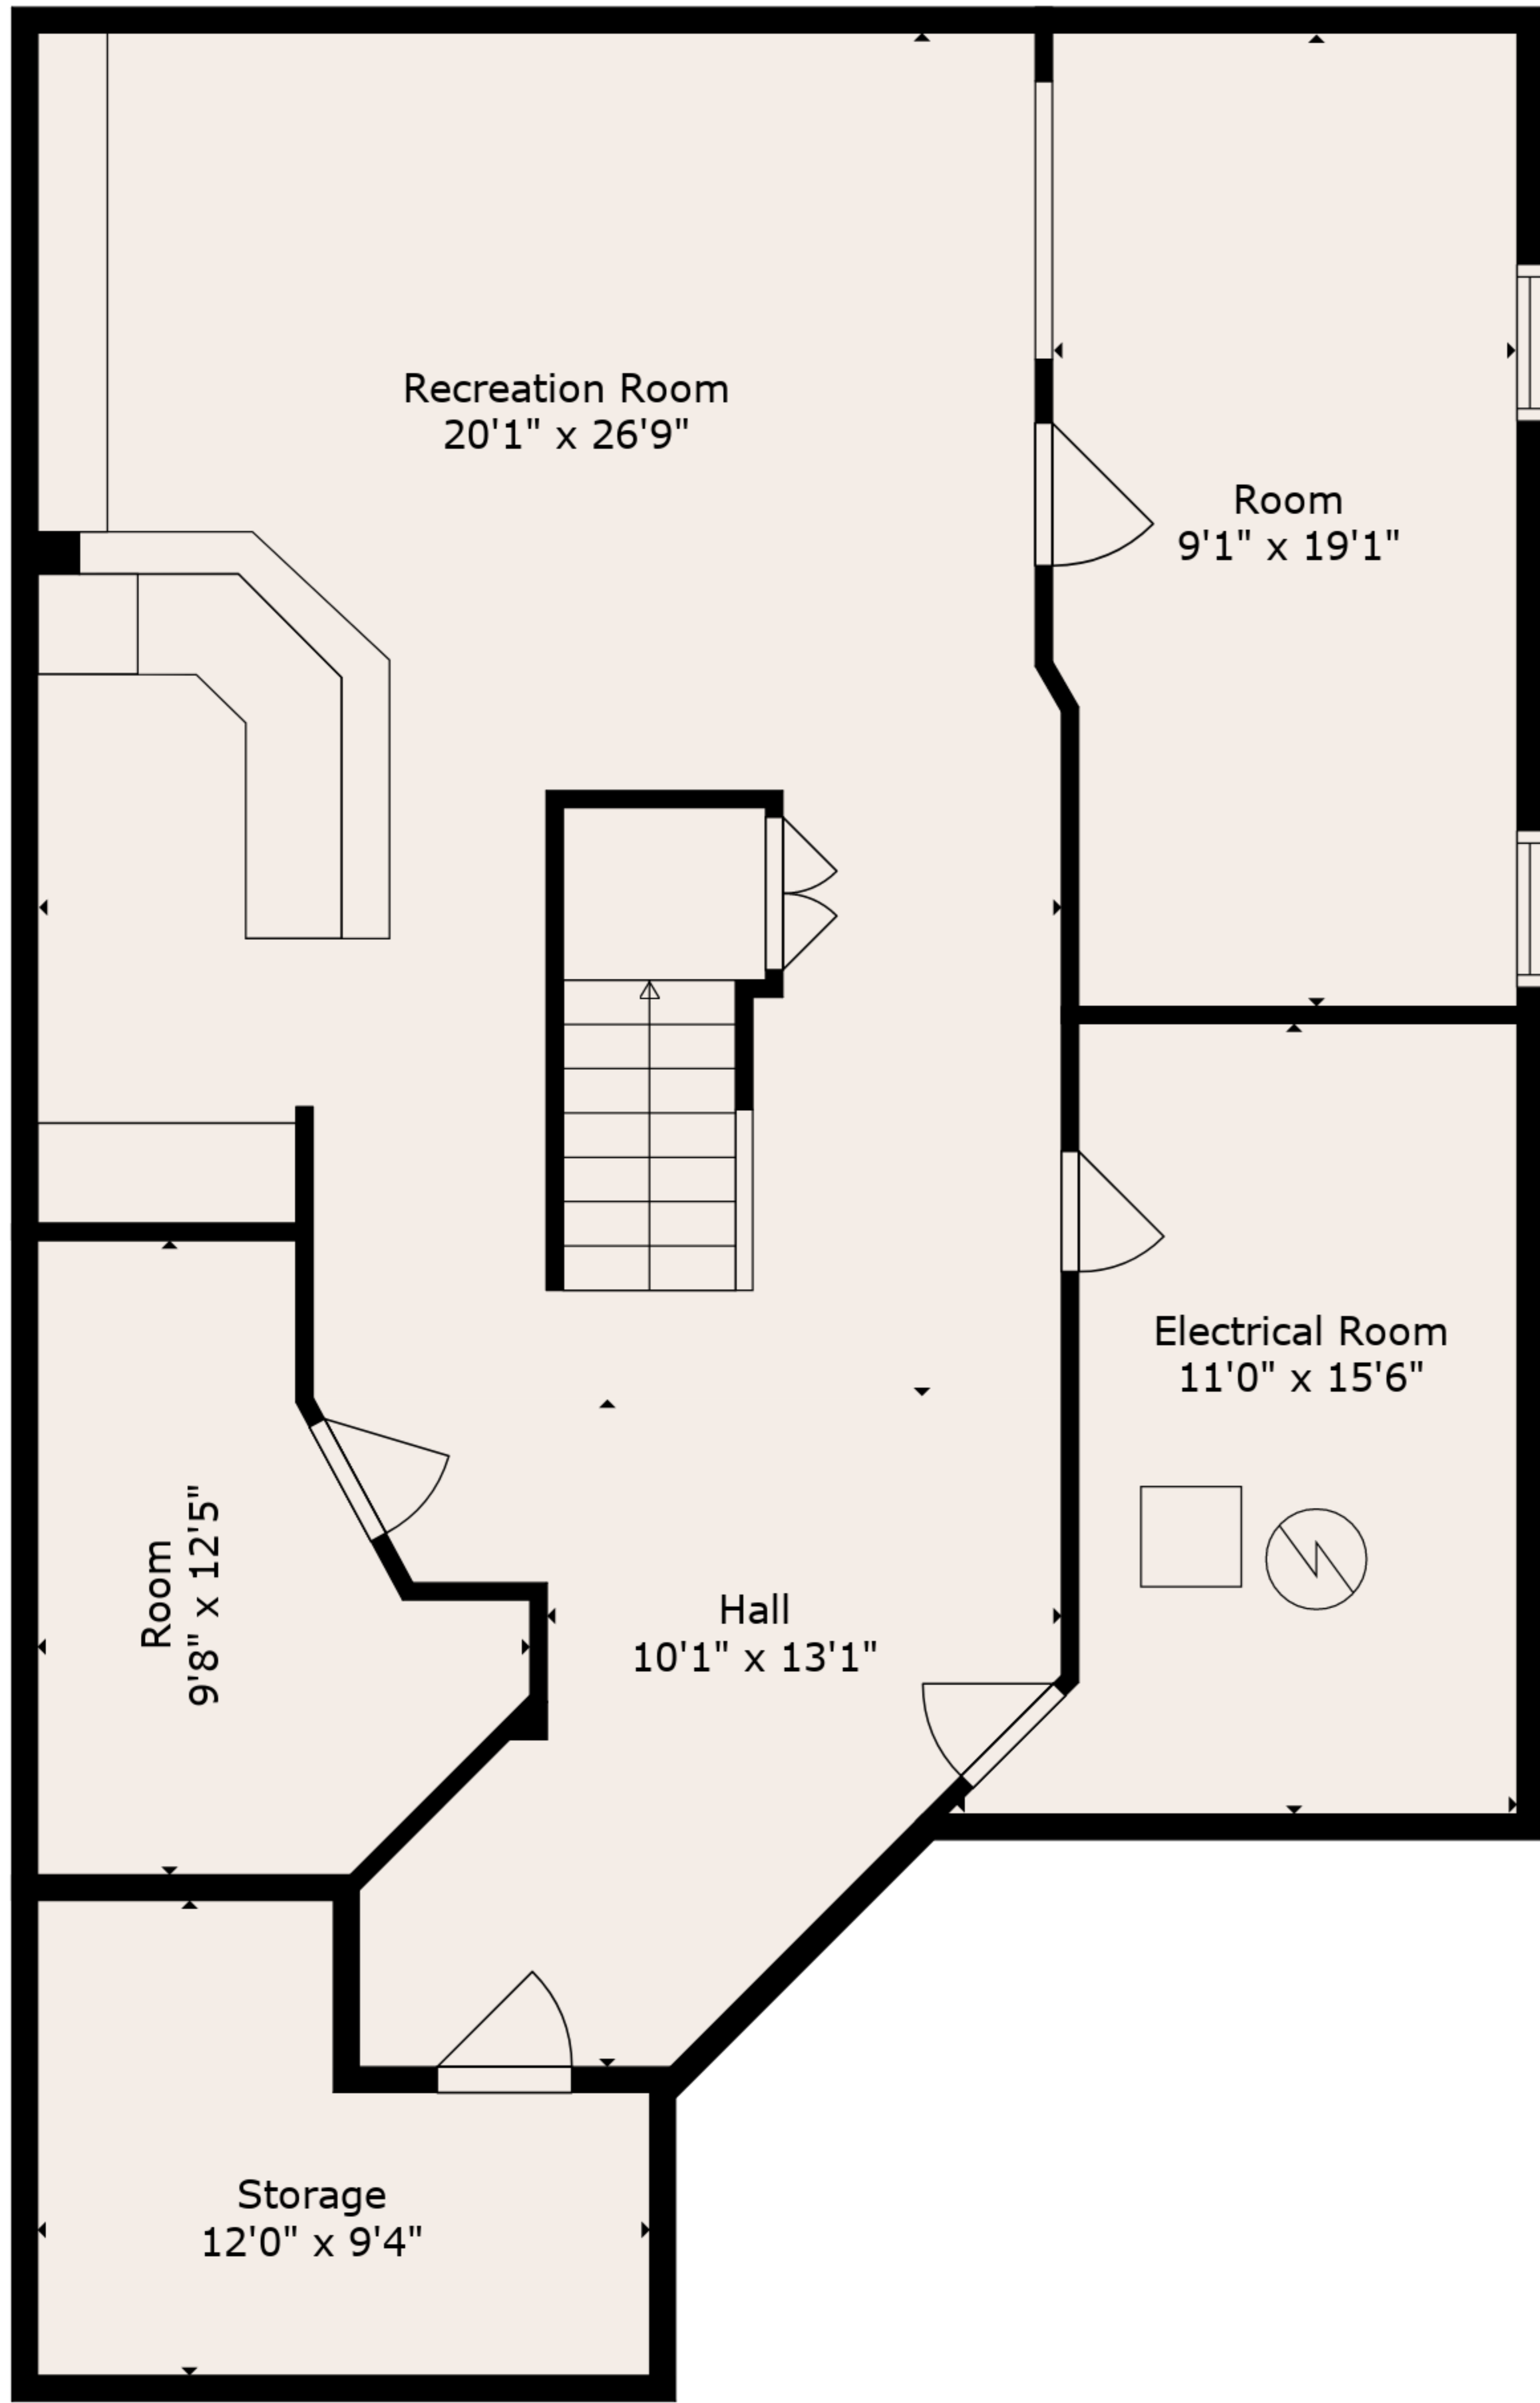 Recreation Room
20'1" x 26'9"
Room
9'1" x 19'1"
Electrical Room
11'0" x 15'6"
Room
9'8" x 12'5"
Hall
10'1" x 13'1"
Storage
12'0" x 9'4"